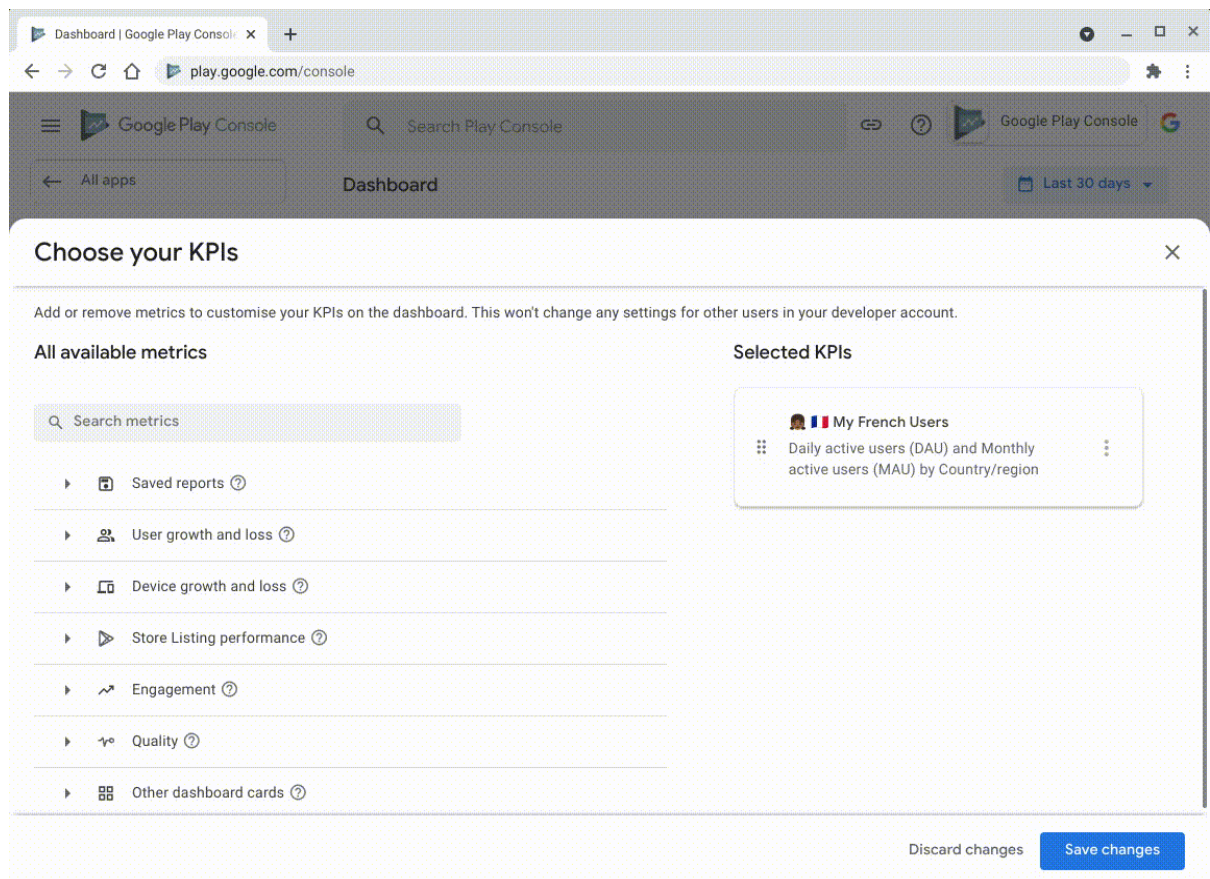 Dashboard | Google Play Console
play.google.com/console
Google Play Console
Search Play Console
Google Play Console
All apps
Dashboard
Last 30 days
Choose your KPIs
Add or remove metrics to customise your KPIs on the dashboard. This won't change any settings for other users in your developer account.
All available metrics
Search metrics
Saved reports
User growth and loss
Device growth and loss
Store Listing performance
Engagement
Quality
Other dashboard cards
Selected KPIs
My French Users
Daily active users (DAU) and Monthly
active users (MAU) by Country/region
Discard changes
Save changes